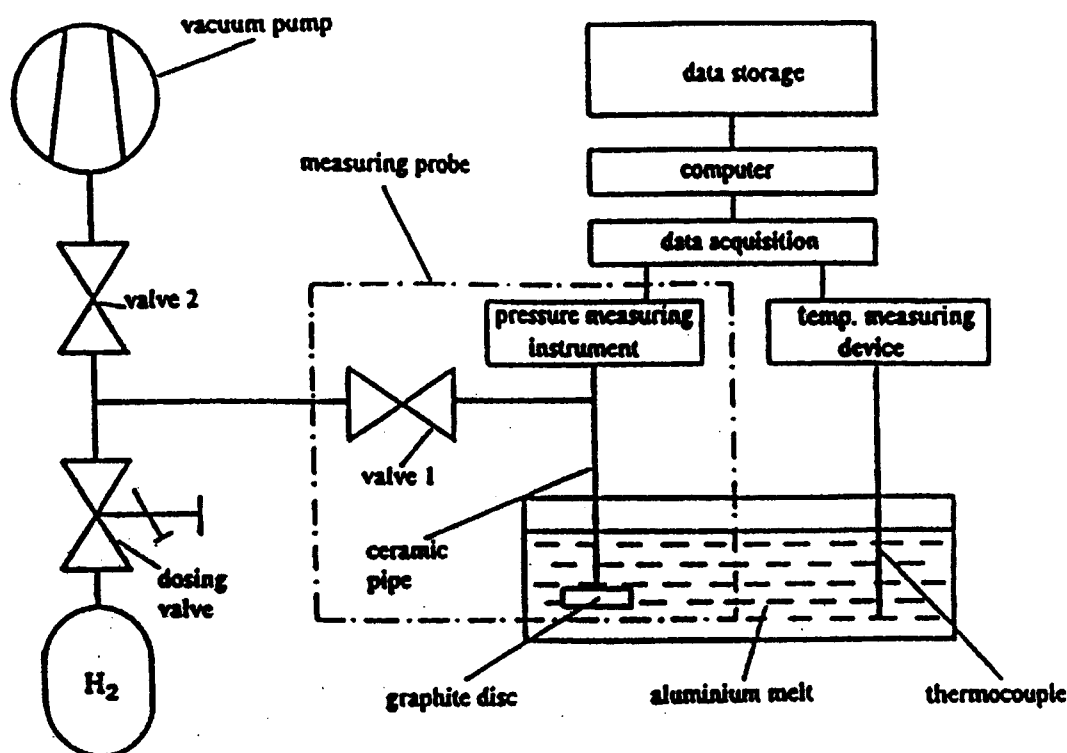 vacuum pump
data storage
measuring probe
computer
data acquisition
valve 2
pressure measuring
instrument
temp. measuring
device
valve 1
ceramic
pipe
dosing
valve
H₂
graphite disc
aluminium melt
thermocouple